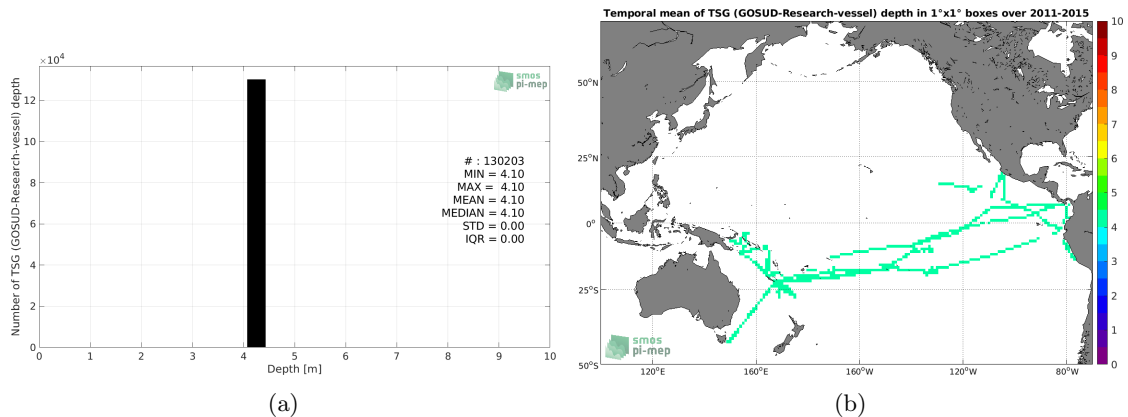 ×10⁴
12
10
8
6
4
2
0
0 1 2 3 4 5 6 7 8 9 10
Number of TSG (GOSUD-Research-vessel) depth
Depth [m]
smos
pi-mep
# : 130203
MIN = 4.10
MAX = 4.10
MEAN = 4.10
MEDIAN = 4.10
STD = 0.00
IQR = 0.00
(a)
Temporal mean of TSG (GOSUD-Research-vessel) depth in 1°x1° boxes over 2011-2015
50°N
25°N
0°
25°S
50°S
120°E 160°E 160°W 120°W 80°W
smos
pi-mep
10
9
8
7
6
5
4
3
2
1
0
(b)